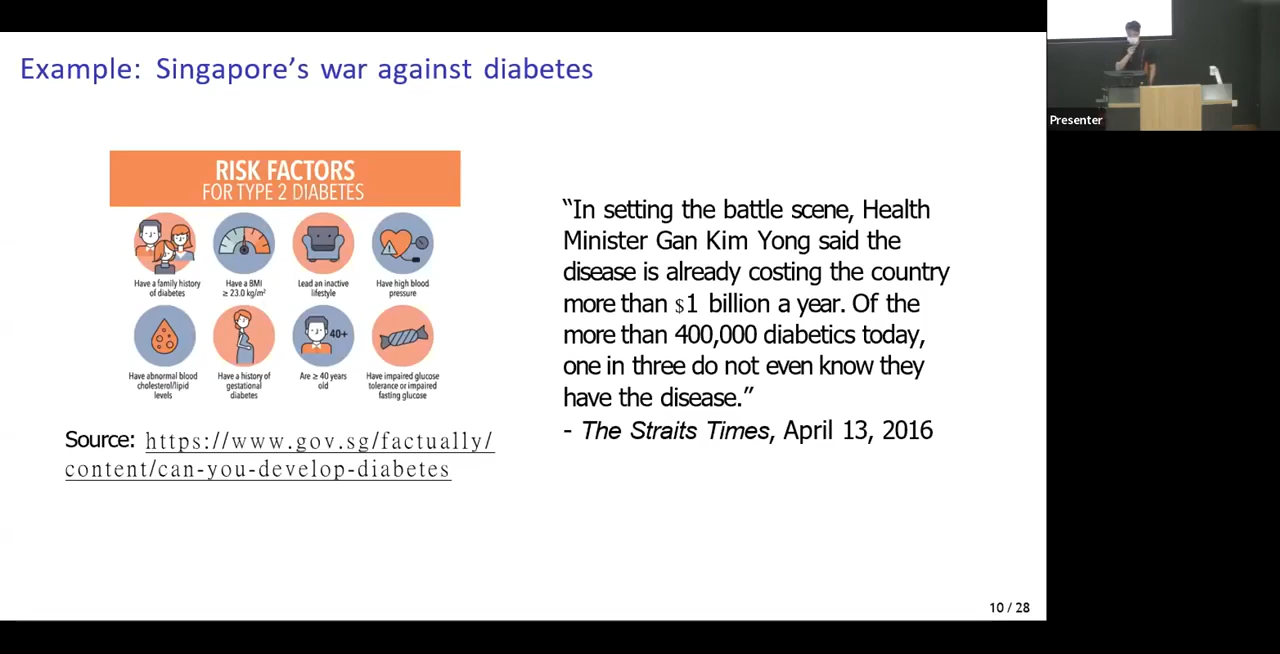 Example: Singapore’s war against diabetes
RISK FACTORS
FOR TYPE 2 DIABETES
Have a family history
of diabetes
Have a BMI
≥ 23.0 kg/m²
Lead an inactive
lifestyle
Have high blood
pressure
40+
Have abnormal blood
cholesterol/lipid
levels
Have a history of
gestational
diabetes
Are ≥ 40 years
old
Have impaired glucose
tolerance or impaired
fasting glucose
Source: https://www.gov.sg/factually/
content/can-you-develop-diabetes
“In setting the battle scene, Health
Minister Gan Kim Yong said the
disease is already costing the country
more than $1 billion a year. Of the
more than 400,000 diabetics today,
one in three do not even know they
have the disease.”
- The Straits Times, April 13, 2016
10 / 28
Presenter